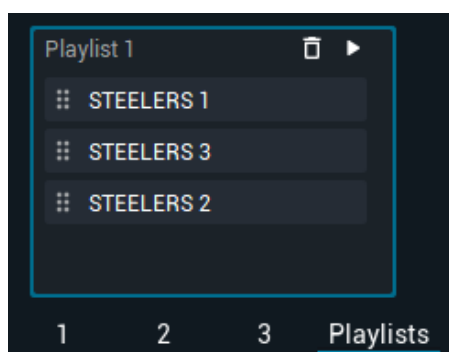 Playlist 1
STEELERS 1
STEELERS 3
STEELERS 2
1 2 3 Playlists